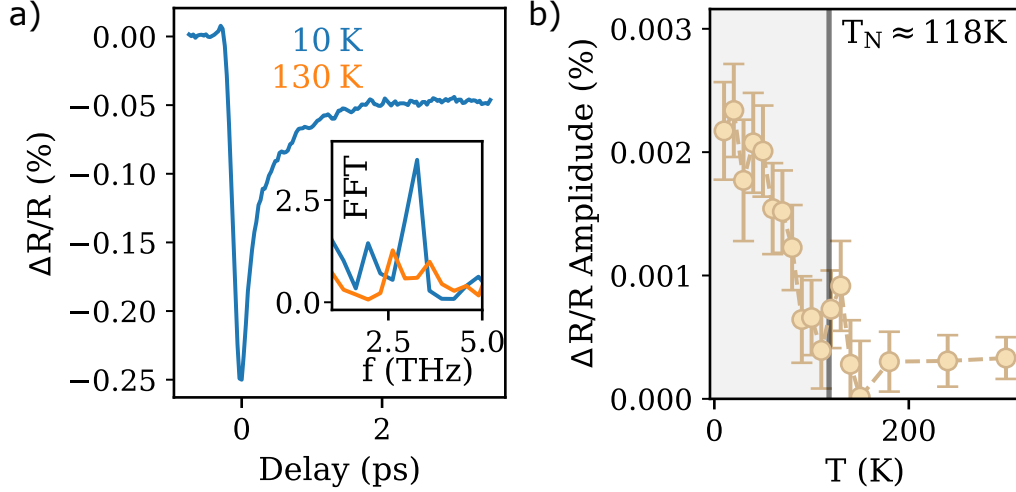 a)
0.00
−0.05
−0.10
−0.15
−0.20
−0.25
ΔR/R (%)
10 K
130 K
FFT
2.5
0.0
2.5
5.0
f (THz)
0
2
Delay (ps)
b)
0.003
0.002
0.001
0.000
ΔR/R Amplidude (%)
T_N ≈ 118K
0
200
T (K)